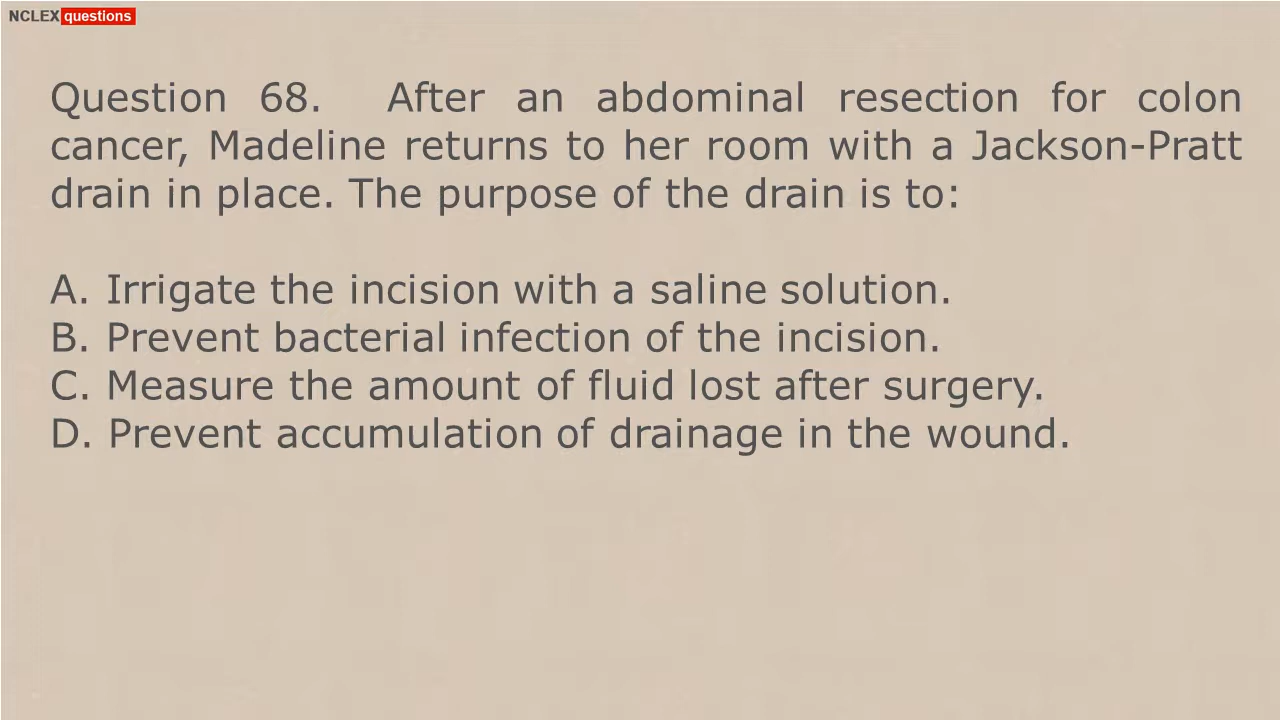 NCLEX questions
Question 68. After an abdominal resection for colon
cancer, Madeline returns to her room with a Jackson-Pratt
drain in place. The purpose of the drain is to:
A. Irrigate the incision with a saline solution.
B. Prevent bacterial infection of the incision.
C. Measure the amount of fluid lost after surgery.
D. Prevent accumulation of drainage in the wound.